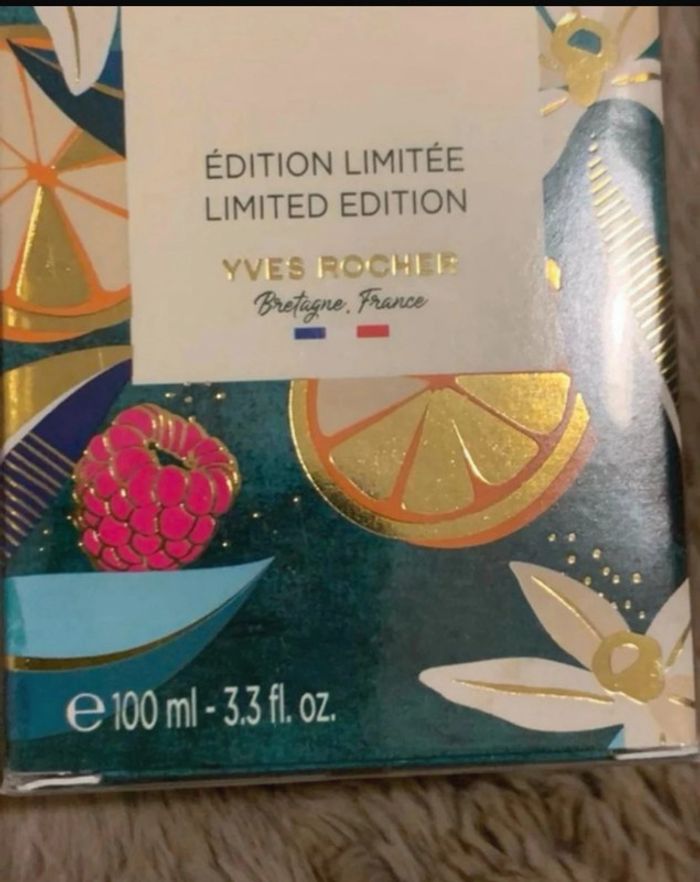 ÉDITION LIMITÉE
LIMITED EDITION
YVES ROCHER
Bretagne, France
℮ 100 ml - 3.3 fl. oz.